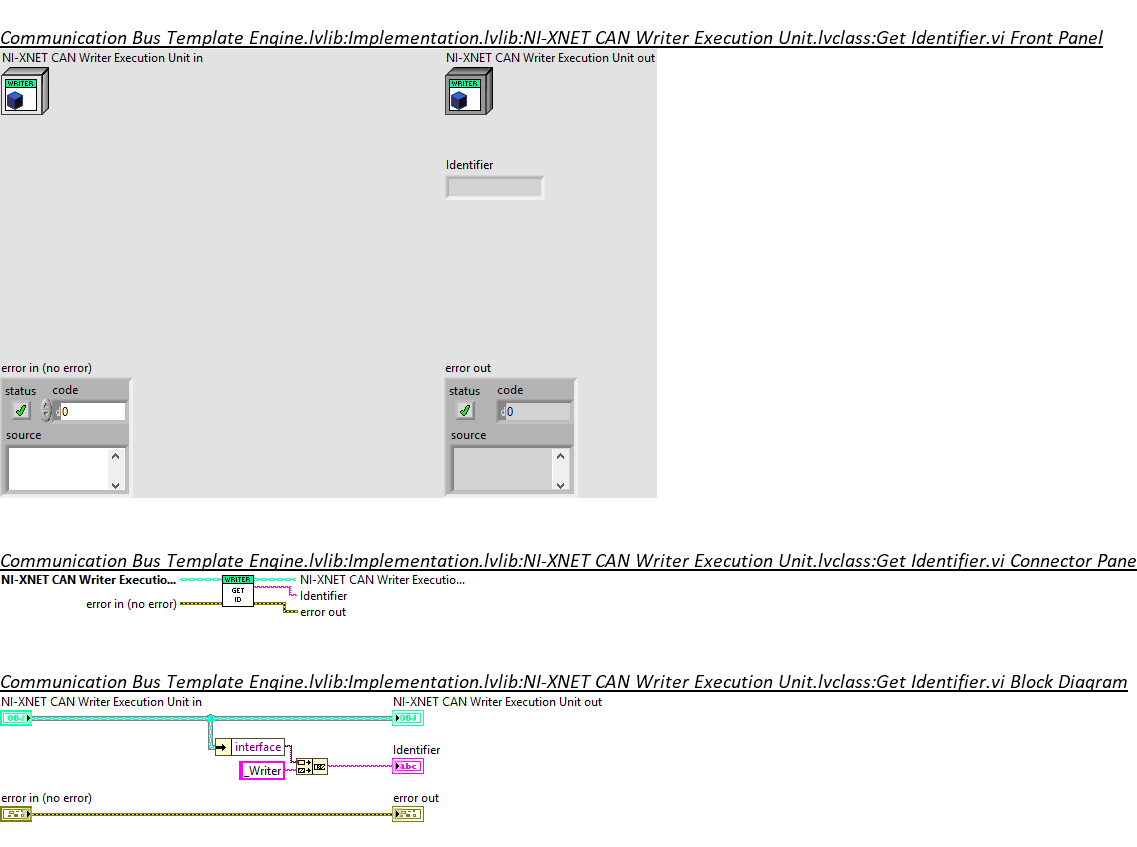 Communication Bus Template Engine.lvlib:Implementation.lvlib:NI-XNET CAN Writer Execution Unit.lvclass:Get Identifier.vi Front Panel
NI-XNET CAN Writer Execution Unit in
NI-XNET CAN Writer Execution Unit out
WRITER
WRITER
Identifier
error in (no error)
error out
status code
status code
d 0
d 0
source
source
Communication Bus Template Engine.lvlib:Implementation.lvlib:NI-XNET CAN Writer Execution Unit.lvclass:Get Identifier.vi Connector Pane
NI-XNET CAN Writer Executio...
WRITER
NI-XNET CAN Writer Executio...
GET
ID
Identifier
error in (no error)
error out
Communication Bus Template Engine.lvlib:Implementation.lvlib:NI-XNET CAN Writer Execution Unit.lvclass:Get Identifier.vi Block Diagram
NI-XNET CAN Writer Execution Unit in
NI-XNET CAN Writer Execution Unit out
OBJ
OBJ
interface
Identifier
_Writer
abc
error in (no error)
error out